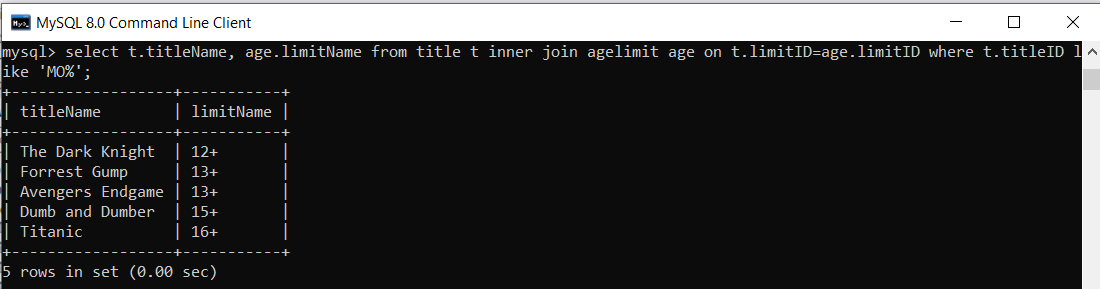 MySQL 8.0 Command Line Client
mysql> select t.titleName, age.limitName from title t inner join agelimit age on t.limitID=age.limitID where t.titleID l
ike 'MO%';
+------------------+-----------+
| titleName        | limitName |
+------------------+-----------+
| The Dark Knight  | 12+       |
| Forrest Gump     | 13+       |
| Avengers Endgame | 13+       |
| Dumb and Dumber  | 15+       |
| Titanic          | 16+       |
+------------------+-----------+
5 rows in set (0.00 sec)